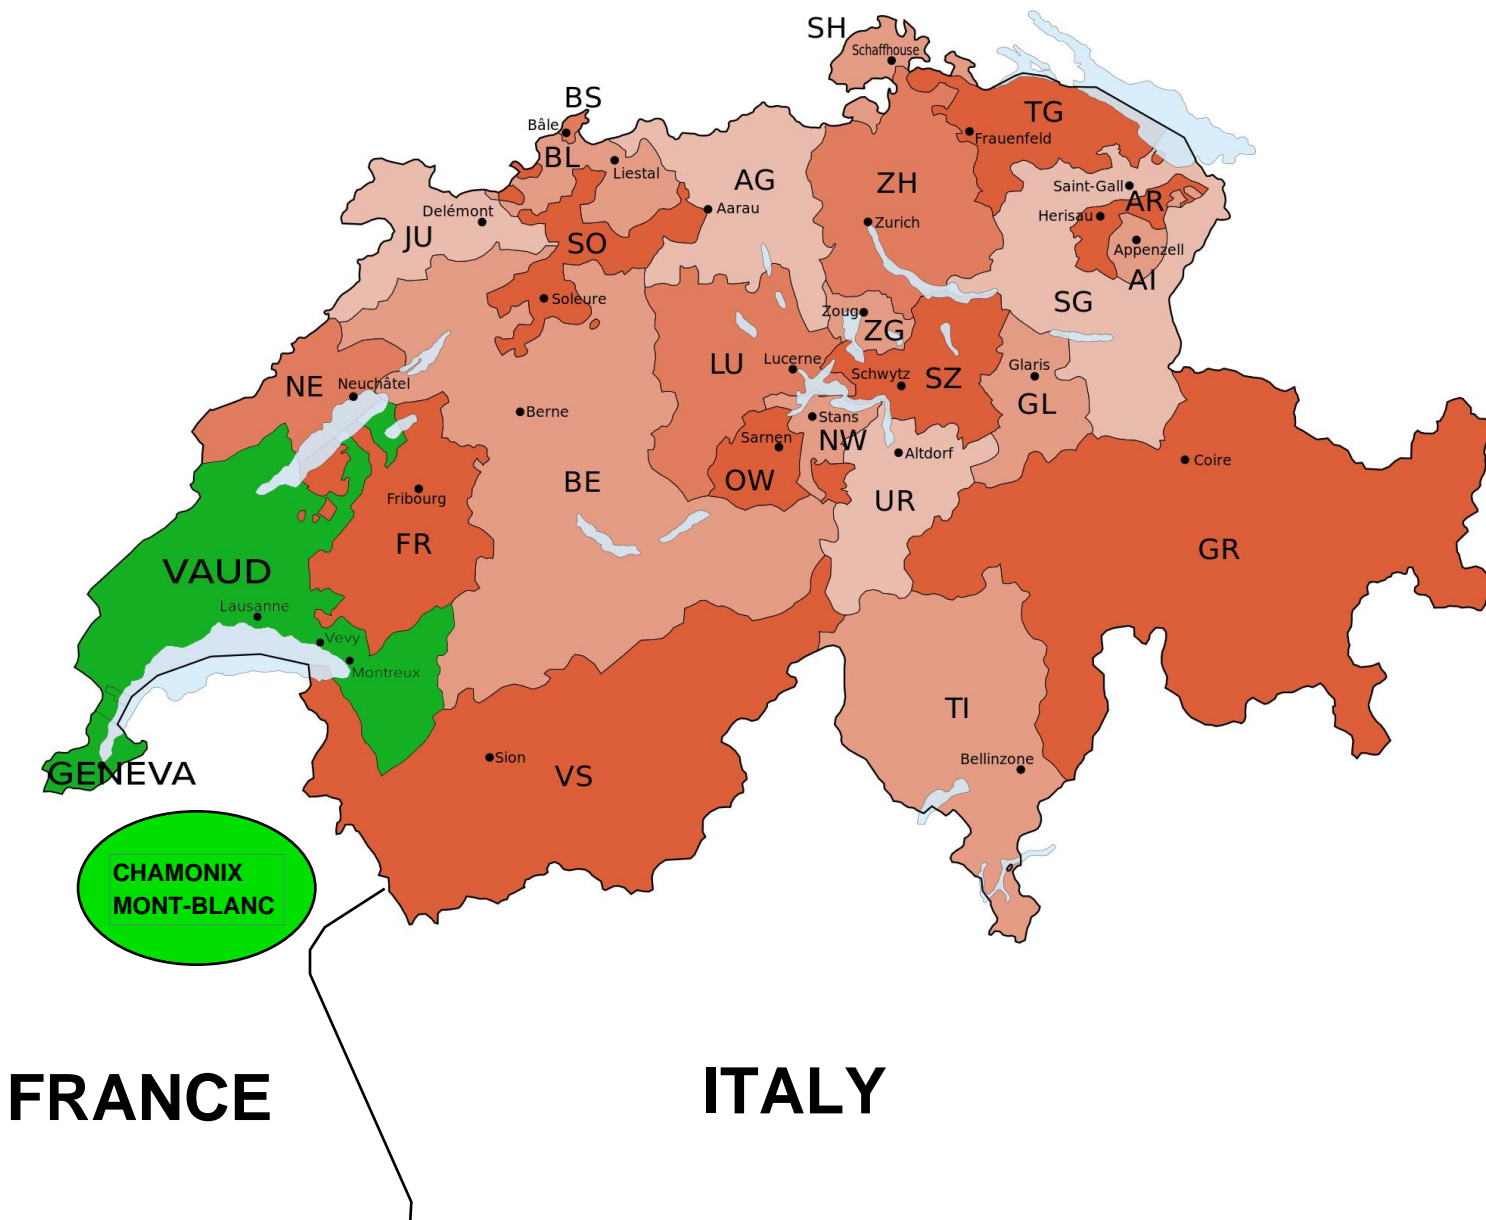 SH
Schaffhouse
BS
Bâle
BL
Liestal
TG
Frauenfeld
AG
Aarau
ZH
Zurich
Saint-Gall
AR
Herisau
Appenzell
AI
SG
Delémont
JU
SO
Soleure
Zoug
ZG
LU
Lucerne
Schwytz
SZ
Glaris
GL
NE
Neuchâtel
Berne
BE
Stans
NW
Sarnen
OW
Altdorf
UR
Coire
GR
Fribourg
FR
VAUD
Lausanne
Vevy
Montreux
GENEVA
Sion
VS
TI
Bellinzone
CHAMONIX
MONT-BLANC
FRANCE
ITALY